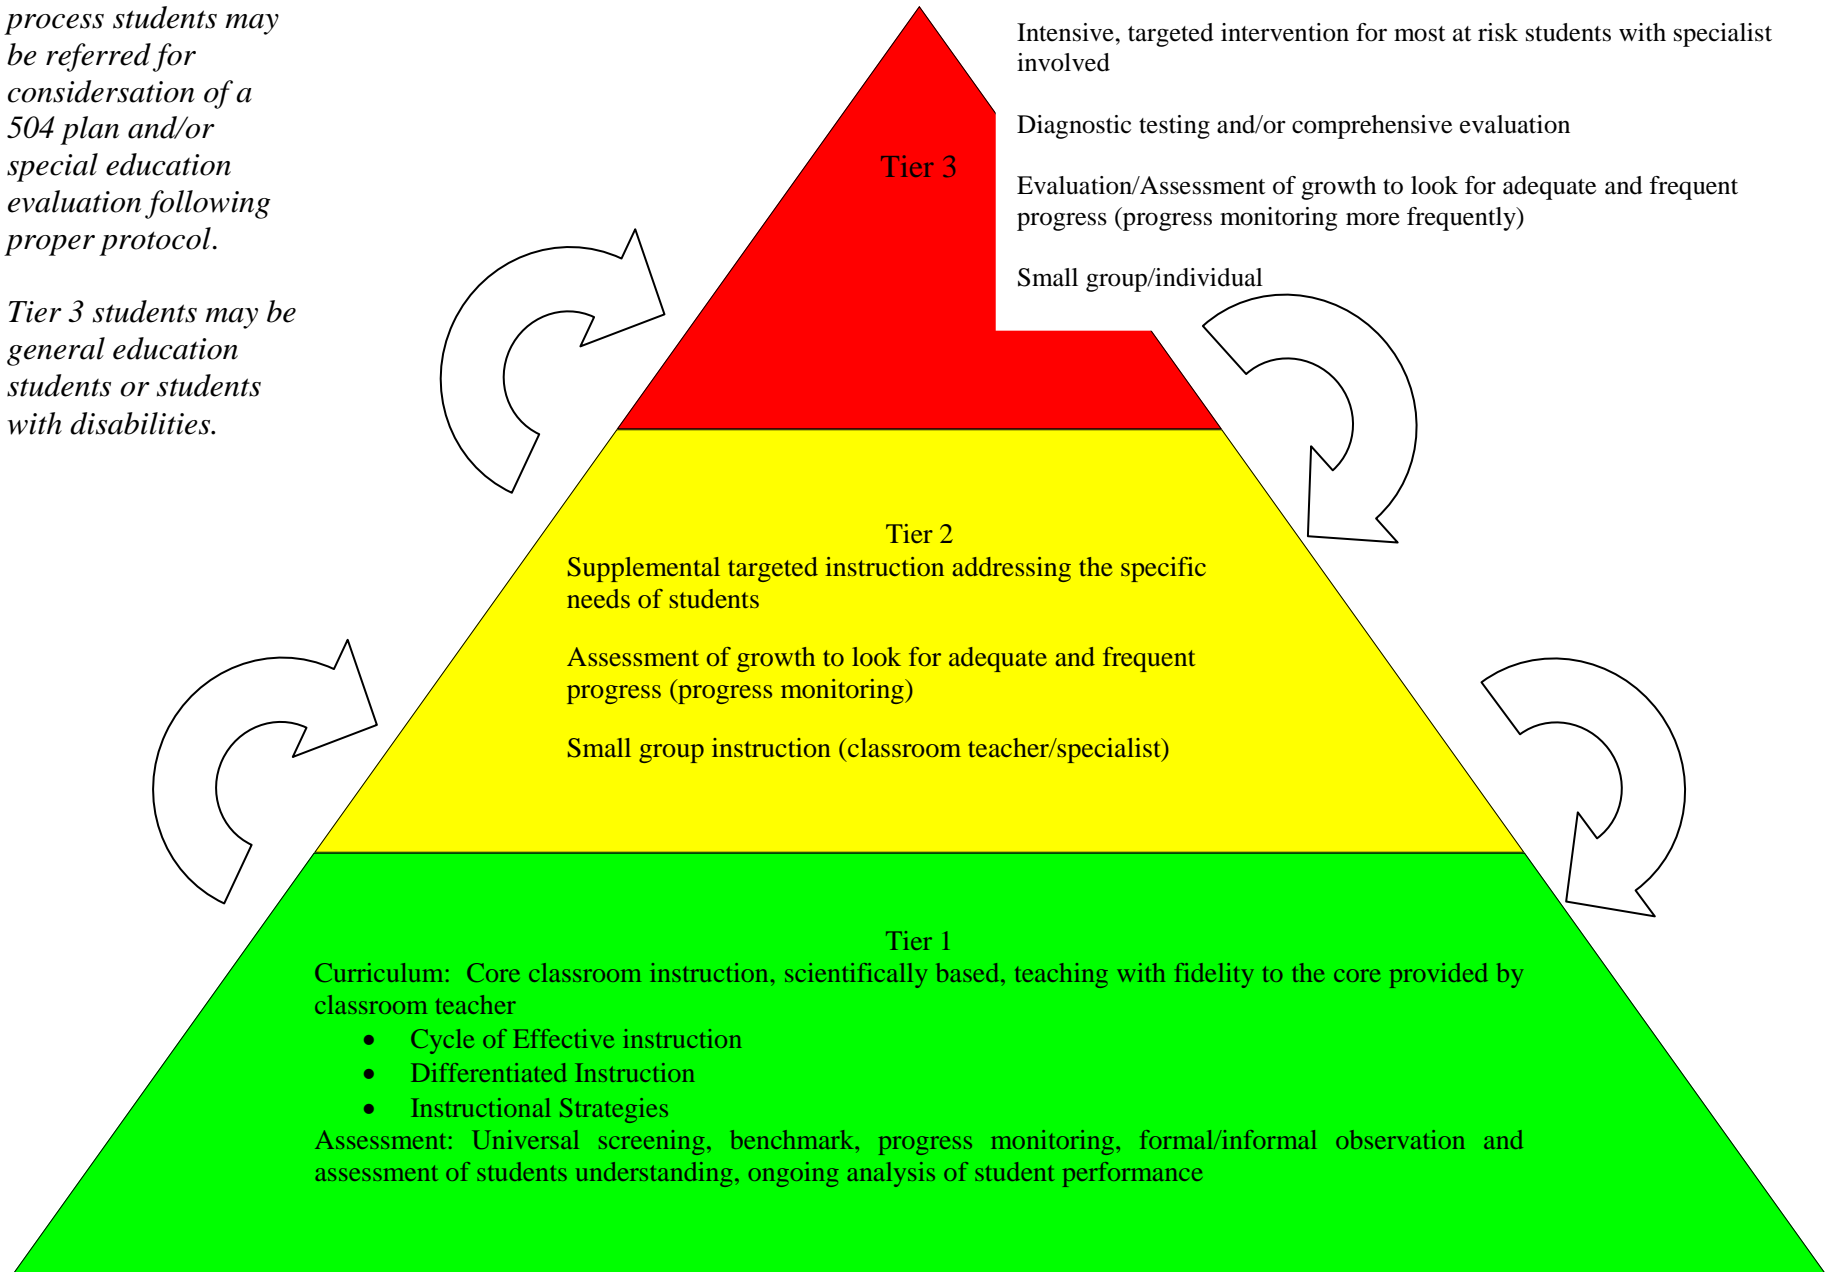 process students may
be referred for
considersation of a
504 plan and/or
special education
evaluation following
proper protocol.
Tier 3 students may be
general education
students or students
with disabilities.
Tier 3
Intensive, targeted intervention for most at risk students with specialist
involved
Diagnostic testing and/or comprehensive evaluation
Evaluation/Assessment of growth to look for adequate and frequent
progress (progress monitoring more frequently)
Small group/individual
Tier 2
Supplemental targeted instruction addressing the specific
needs of students
Assessment of growth to look for adequate and frequent
progress (progress monitoring)
Small group instruction (classroom teacher/specialist)
Tier 1
Curriculum:  Core classroom instruction, scientifically based, teaching with fidelity to the core provided by
classroom teacher
• Cycle of Effective instruction
• Differentiated Instruction
• Instructional Strategies
Assessment:  Universal screening, benchmark, progress monitoring, formal/informal observation and
assessment of students understanding, ongoing analysis of student performance